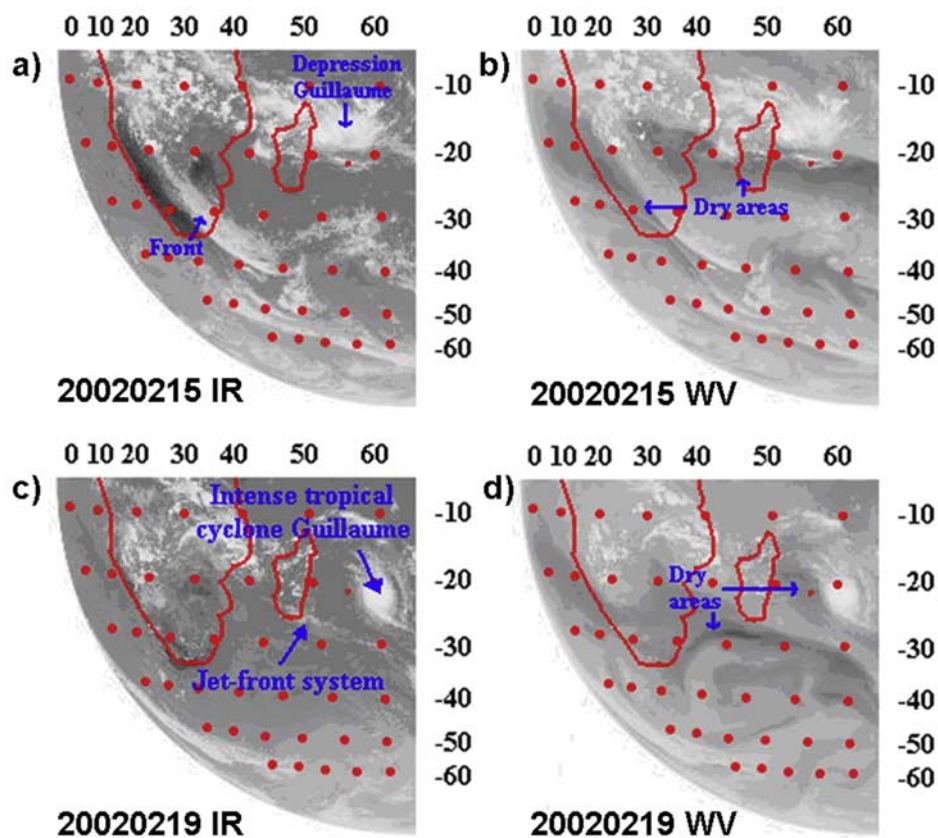 0 10 20 30 40 50 60
a)
Depression
Guillaume
-10
-20
-30
-40
-50
-60
Front
20020215 IR
0 10 20 30 40 50 60
b)
-10
-20
Dry areas
-30
-40
-50
-60
20020215 WV
0 10 20 30 40 50 60
c)
Intense tropical
cyclone Guillaume
-10
-20
-30
Jet-front system
-40
-50
-60
20020219 IR
0 10 20 30 40 50 60
d)
-10
Dry
areas
-20
-30
-40
-50
-60
20020219 WV